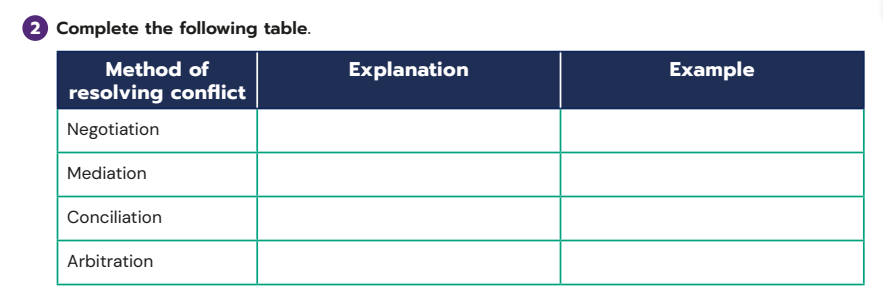 2 Complete the following table.
Method of
resolving conflict
Explanation
Example
Negotiation
Mediation
Conciliation
Arbitration